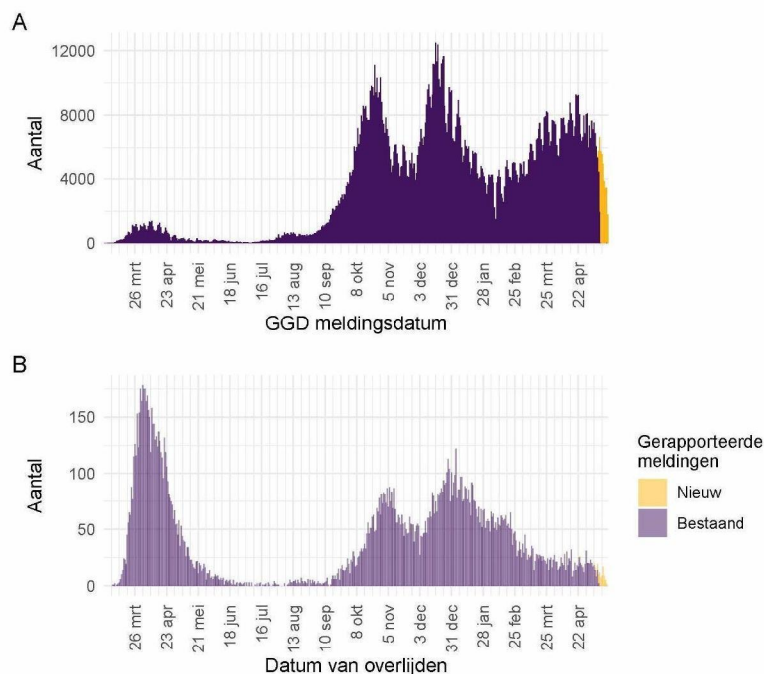 A
12000
8000
4000
0
Aantal
26 mrt
23 apr
21 mei
18 jun
16 jul
13 aug
10 sep
8 okt
5 nov
3 dec
31 dec
28 jan
25 feb
25 mrt
22 apr
GGD meldingsdatum
B
150
100
50
0
Aantal
26 mrt
23 apr
21 mei
18 jun
16 jul
13 aug
10 sep
8 okt
5 nov
3 dec
31 dec
28 jan
25 feb
25 mrt
22 apr
Datum van overlijden
Gerapporteerde
meldingen
Nieuw
Bestaand